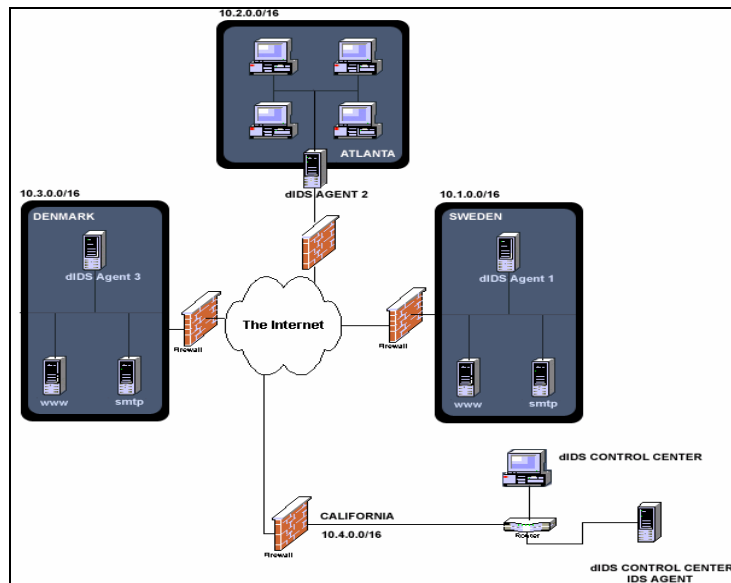 10.2.0.0/16
ATLANTA
dIDS AGENT 2
10.3.0.0/16
DENMARK
dIDS Agent 3
www
smtp
Firewall
The Internet
10.1.0.0/16
SWEDEN
dIDS Agent 1
www
smtp
Firewall
dIDS CONTROL CENTER
CALIFORNIA
10.4.0.0/16
Firewall
Router
dIDS CONTROL CENTER
IDS AGENT